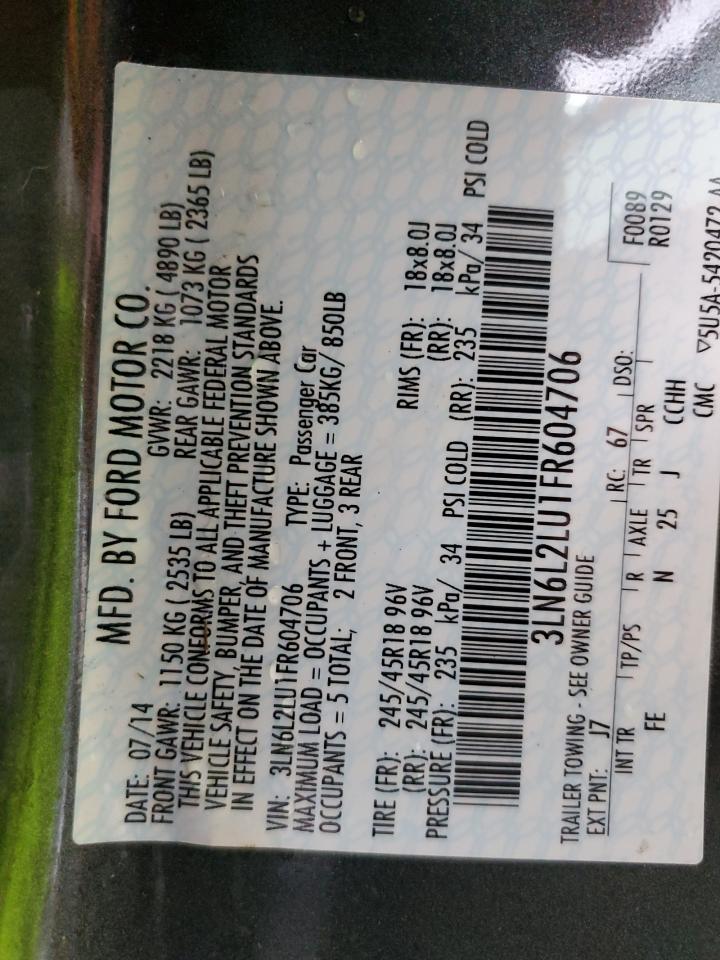 MFD. BY FORD MOTOR CO.
DATE: 07/14 GVWR: 2218 KG ( 4890 LB)
FRONT GAWR: 1150 KG ( 2535 LB) REAR GAWR: 1073 KG ( 2365 LB)
THIS VEHICLE CONFORMS TO ALL APPLICABLE FEDERAL MOTOR
VEHICLE SAFETY, BUMPER, AND THEFT PREVENTION STANDARDS
IN EFFECT ON THE DATE OF MANUFACTURE SHOWN ABOVE.
VIN: 3LN6L2LU1FR604706 TYPE: Passenger Car
MAXIMUM LOAD = OCCUPANTS + LUGGAGE = 385KG/ 850LB
OCCUPANTS = 5 TOTAL; 2 FRONT, 3 REAR
TIRE (FR): 245/45R18 96V RIMS (FR): 18x8.0J
(RR): 245/45R18 96V (RR): 18x8.0J
PRESSURE (FR): 235 kPa/ 34 PSI COLD (RR): 235 kPa/ 34 PSI COLD
3LN6L2LU1FR604706
TRAILER TOWING - SEE OWNER GUIDE
EXT PNT: J7 RC: 67 DSO: F0089
R0129
INT TR TP/PS R AXLE TR SPR
FE N 25 J CCHH
CMC ▽5U5A-5420472